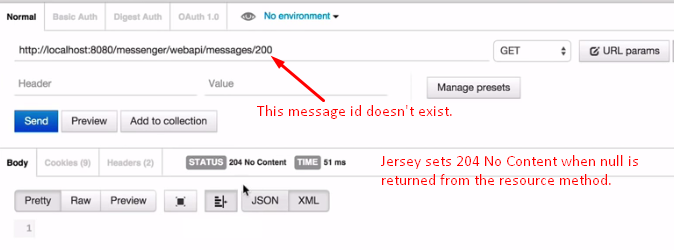 Normal Basic Auth Digest Auth OAuth 1.0 No environment
http://localhost:8080/messenger/webapi/messages/200 GET URL params
Header Value Manage presets
This message id doesn't exist.
Send Preview Add to collection
Body Cookies (9) Headers (2) STATUS 204 No Content TIME 51 ms Jersey sets 204 No Content when null is
returned from the resource method.
Pretty Raw Preview JSON XML
1